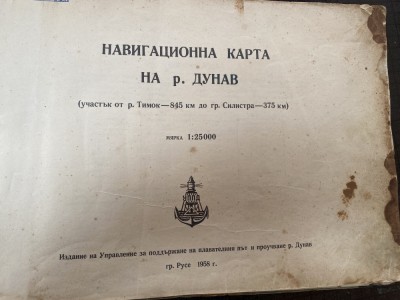 НАВИГАЦИОННА КАРТА
НА р. ДУНАВ
(участък от р. Тимок—845 км до гр. Силистра—375 км)
МЯРКА 1:25000
Издание на Управление за поддържане на плавателния път и проучване р. Дунав
гр. Русе 1958 г.